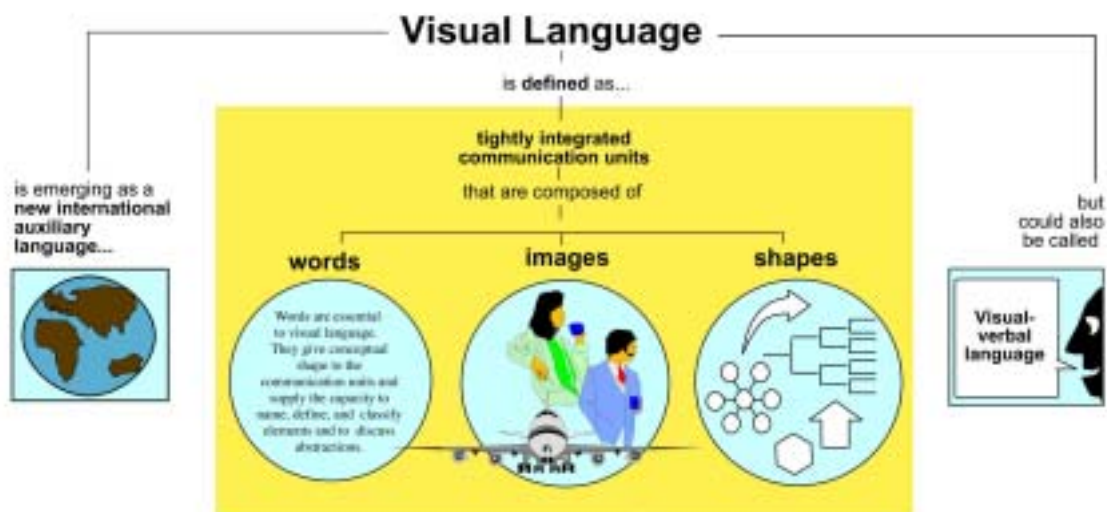 Visual Language
is defined as...
tightly integrated
communication units
that are composed of
is emerging as a
new international
auxiliary
language...
but
could also
be called
words
images
shapes
Words are essential
to visual language.
They give conceptual
shape to the
communication units and
supply the capacity to
name, define, and classify
elements and to discuss
abstractions.
Visual-
verbal
language